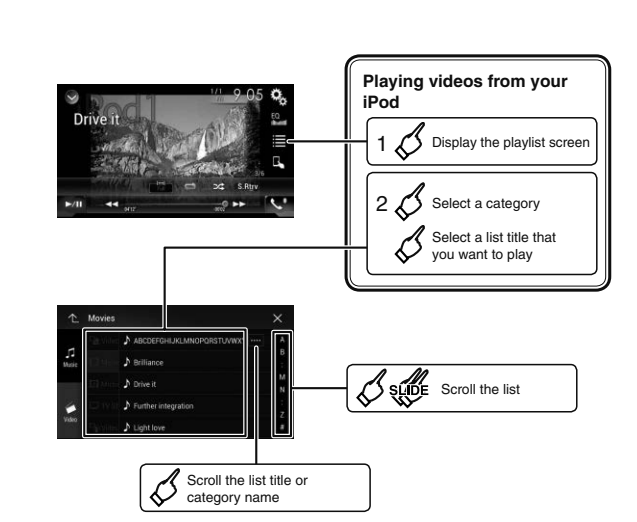 Playing videos from your
iPod
1 Display the playlist screen
2 Select a category
Select a list title that
you want to play
9 05
Drive it
EQ
S.Rtrv
Movies
ABCDEFGHIJKLMNOPQRSTUVWXY
Brilliance
Drive it
Further integration
Light love
Music
Video
A
B
:
M
N
:
Z
#
SLIDE Scroll the list
Scroll the list title or
category name